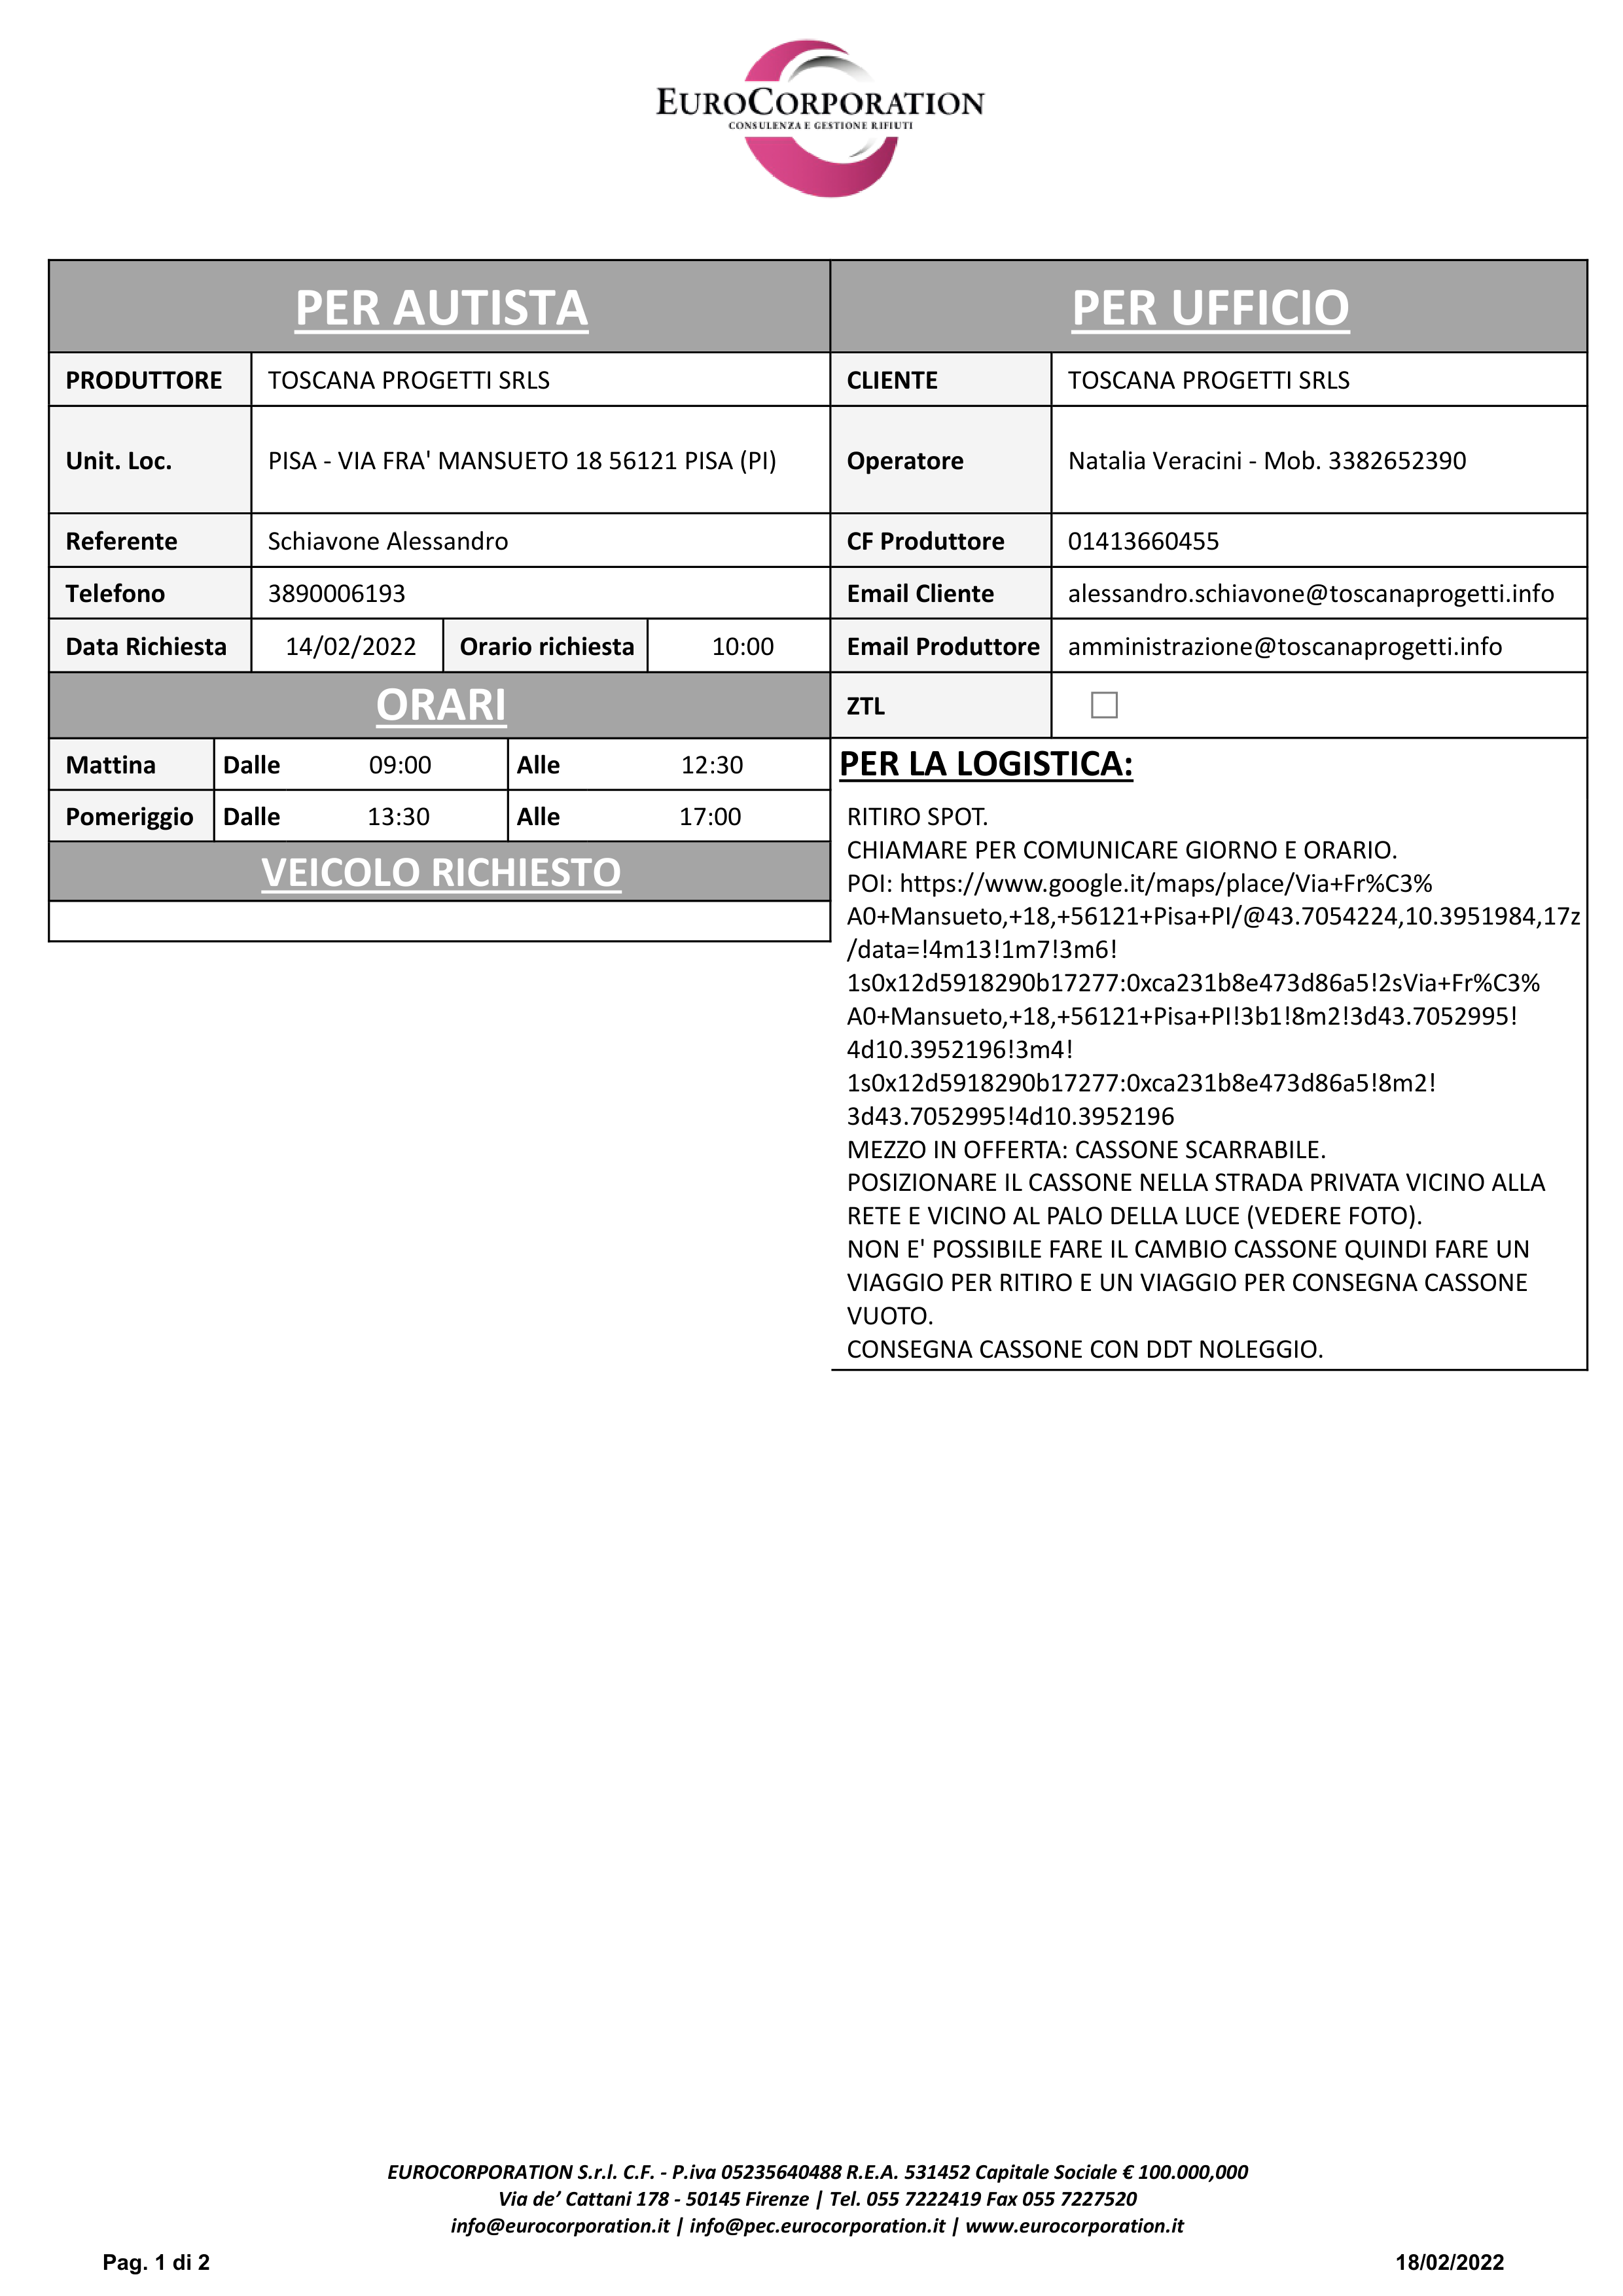 EUROCORPORATION
CONSULENZA E GESTIONE RIFIUTI
PER AUTISTA
PRODUTTORE TOSCANA PROGETTI SRLS
Unit. Loc. PISA - VIA FRA' MANSUETO 18 56121 PISA (PI)
Referente Schiavone Alessandro
Telefono 3890006193
Data Richiesta 14/02/2022 Orario richiesta 10:00
ORARI
Mattina Dalle 09:00 Alle 12:30
Pomeriggio Dalle 13:30 Alle 17:00
VEICOLO RICHIESTO
PER UFFICIO
CLIENTE TOSCANA PROGETTI SRLS
Operatore Natalia Veracini - Mob. 3382652390
CF Produttore 01413660455
Email Cliente alessandro.schiavone@toscanaprogetti.info
Email Produttore amministrazione@toscanaprogetti.info
ZTL
PER LA LOGISTICA:
RITIRO SPOT.
CHIAMARE PER COMUNICARE GIORNO E ORARIO.
POI: https://www.google.it/maps/place/Via+Fr%C3%
A0+Mansueto,+18,+56121+Pisa+PI/@43.7054224,10.3951984,17z
/data=!4m13!1m7!3m6!
1s0x12d5918290b17277:0xca231b8e473d86a5!2sVia+Fr%C3%
A0+Mansueto,+18,+56121+Pisa+PI!3b1!8m2!3d43.7052995!
4d10.3952196!3m4!
1s0x12d5918290b17277:0xca231b8e473d86a5!8m2!
3d43.7052995!4d10.3952196
MEZZO IN OFFERTA: CASSONE SCARRABILE.
POSIZIONARE IL CASSONE NELLA STRADA PRIVATA VICINO ALLA
RETE E VICINO AL PALO DELLA LUCE (VEDERE FOTO).
NON E' POSSIBILE FARE IL CAMBIO CASSONE QUINDI FARE UN
VIAGGIO PER RITIRO E UN VIAGGIO PER CONSEGNA CASSONE
VUOTO.
CONSEGNA CASSONE CON DDT NOLEGGIO.
EUROCORPORATION S.r.l. C.F. - P.iva 05235640488 R.E.A. 531452 Capitale Sociale € 100.000,000
Via de’ Cattani 178 - 50145 Firenze | Tel. 055 7222419 Fax 055 7227520
info@eurocorporation.it | info@pec.eurocorporation.it | www.eurocorporation.it
Pag. 1 di 2 18/02/2022